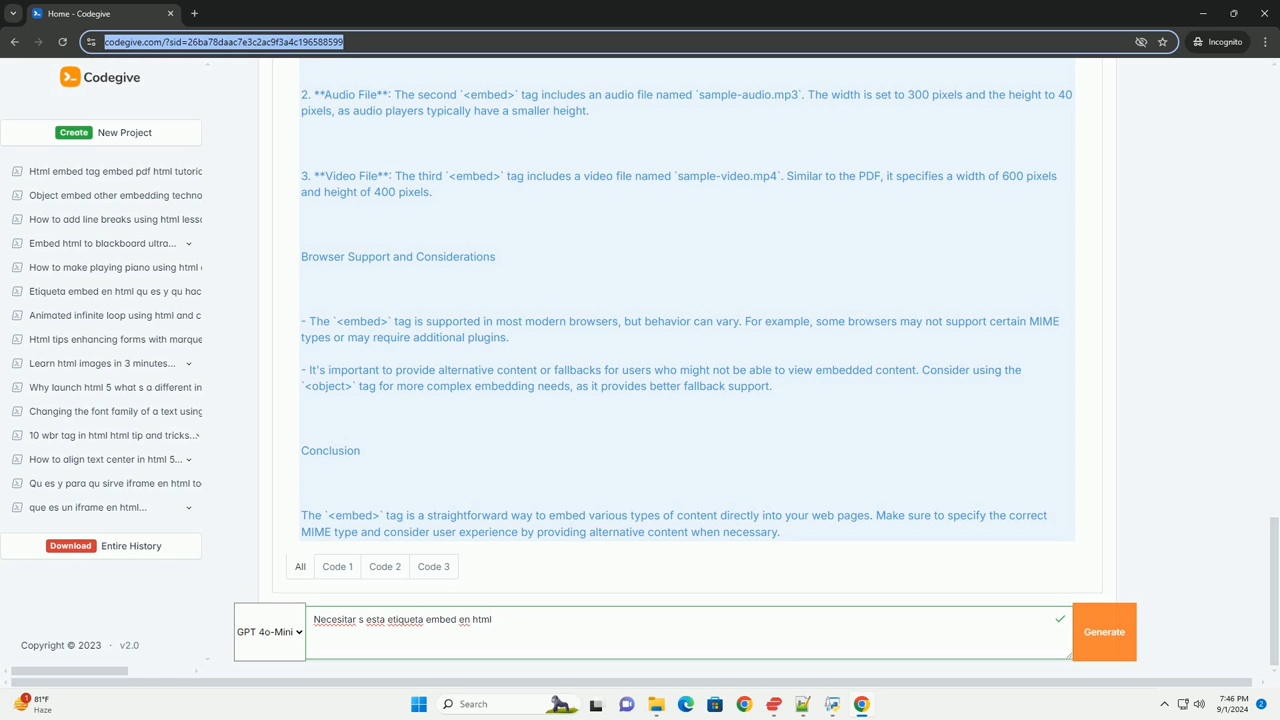 Home - Codegive
codegive.com/?sid=26ba78daac7e3c2ac9f3a4c196588599
Incognito
Codegive
Create New Project
Html embed tag embed pdf html tutoric
Object embed other embedding techno
How to add line breaks using html less
Embed html to blackboard ultra...
How to make playing piano using html
Etiqueta embed en html qu es y qu hac
Animated infinite loop using html and c
Html tips enhancing forms with marque
Learn html images in 3 minutes...
Why launch html 5 what s a different in
Changing the font family of a text using
10 wbr tag in html html tip and tricks...
How to align text center in html 5...
Qu es y para qu sirve iframe en html to
que es un iframe en html...
Download Entire History
Copyright © 2023 · v2.0
2. **Audio File**: The second `<embed>` tag includes an audio file named `sample-audio.mp3`. The width is set to 300 pixels and the height to 40
pixels, as audio players typically have a smaller height.
3. **Video File**: The third `<embed>` tag includes a video file named `sample-video.mp4`. Similar to the PDF, it specifies a width of 600 pixels
and height of 400 pixels.
Browser Support and Considerations
- The `<embed>` tag is supported in most modern browsers, but behavior can vary. For example, some browsers may not support certain MIME
types or may require additional plugins.
- It's important to provide alternative content or fallbacks for users who might not be able to view embedded content. Consider using the
`<object>` tag for more complex embedding needs, as it provides better fallback support.
Conclusion
The `<embed>` tag is a straightforward way to embed various types of content directly into your web pages. Make sure to specify the correct
MIME type and consider user experience by providing alternative content when necessary.
All Code 1 Code 2 Code 3
GPT 4o-Mini
Necesitar s esta etiqueta embed en html
Generate
1
81°F
Haze
Search
7:46 PM
9/1/2024
2